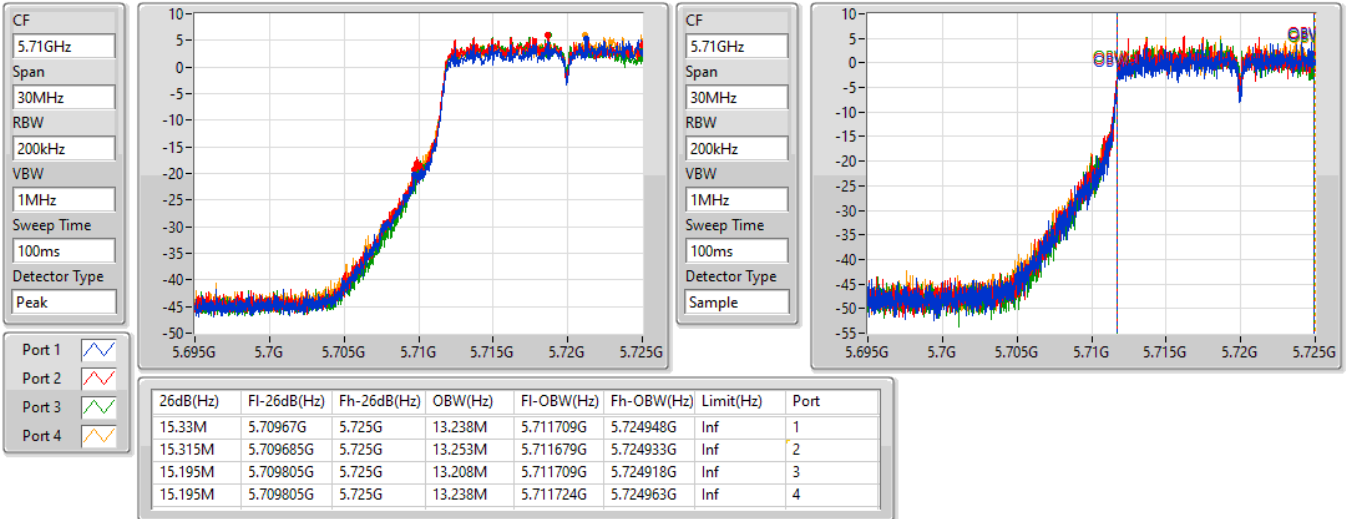 CF
5.71GHz
Span
30MHz
RBW
200kHz
VBW
1MHz
Sweep Time
100ms
Detector Type
Peak
10
5
0
-5
-10
-15
-20
-25
-30
-35
-40
-45
-50
5.695G 5.7G 5.705G 5.71G 5.715G 5.72G 5.725G
CF
5.71GHz
Span
30MHz
RBW
200kHz
VBW
1MHz
Sweep Time
100ms
Detector Type
Sample
10
5
0
-5
-10
-15
-20
-25
-30
-35
-40
-45
-50
-55
OBW
OBW
5.695G 5.7G 5.705G 5.71G 5.715G 5.72G 5.725G
Port 1
Port 2
Port 3
Port 4
26dB(Hz) Fl-26dB(Hz) Fh-26dB(Hz) OBW(Hz) Fl-OBW(Hz) Fh-OBW(Hz) Limit(Hz) Port
15.33M 5.70967G 5.725G 13.238M 5.711709G 5.724948G Inf 1
15.315M 5.709685G 5.725G 13.253M 5.711679G 5.724933G Inf 2
15.195M 5.709805G 5.725G 13.208M 5.711709G 5.724918G Inf 3
15.195M 5.709805G 5.725G 13.238M 5.711724G 5.724963G Inf 4